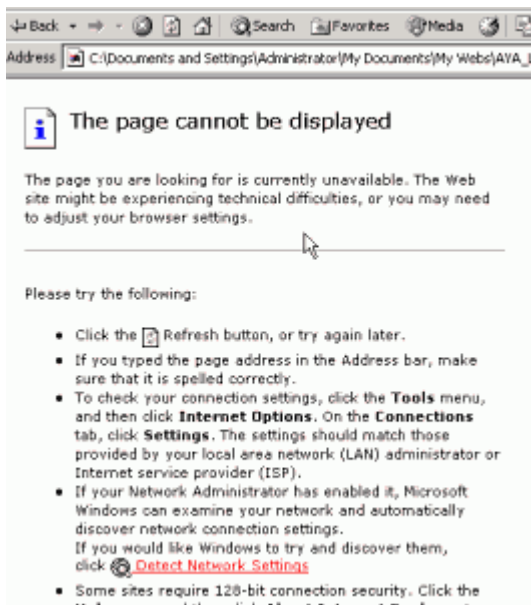 Back Search Favorites Media
Address C:\Documents and Settings\Administrator\My Documents\My Webs\AYA_
The page cannot be displayed
The page you are looking for is currently unavailable. The Web
site might be experiencing technical difficulties, or you may need
to adjust your browser settings.
Please try the following:
Click the Refresh button, or try again later.
If you typed the page address in the Address bar, make
sure that it is spelled correctly.
To check your connection settings, click the Tools menu,
and then click Internet Options. On the Connections
tab, click Settings. The settings should match those
provided by your local area network (LAN) administrator or
Internet service provider (ISP).
If your Network Administrator has enabled it, Microsoft
Windows can examine your network and automatically
discover network connection settings.
If you would like Windows to try and discover them,
click Detect Network Settings
Some sites require 128-bit connection security. Click the